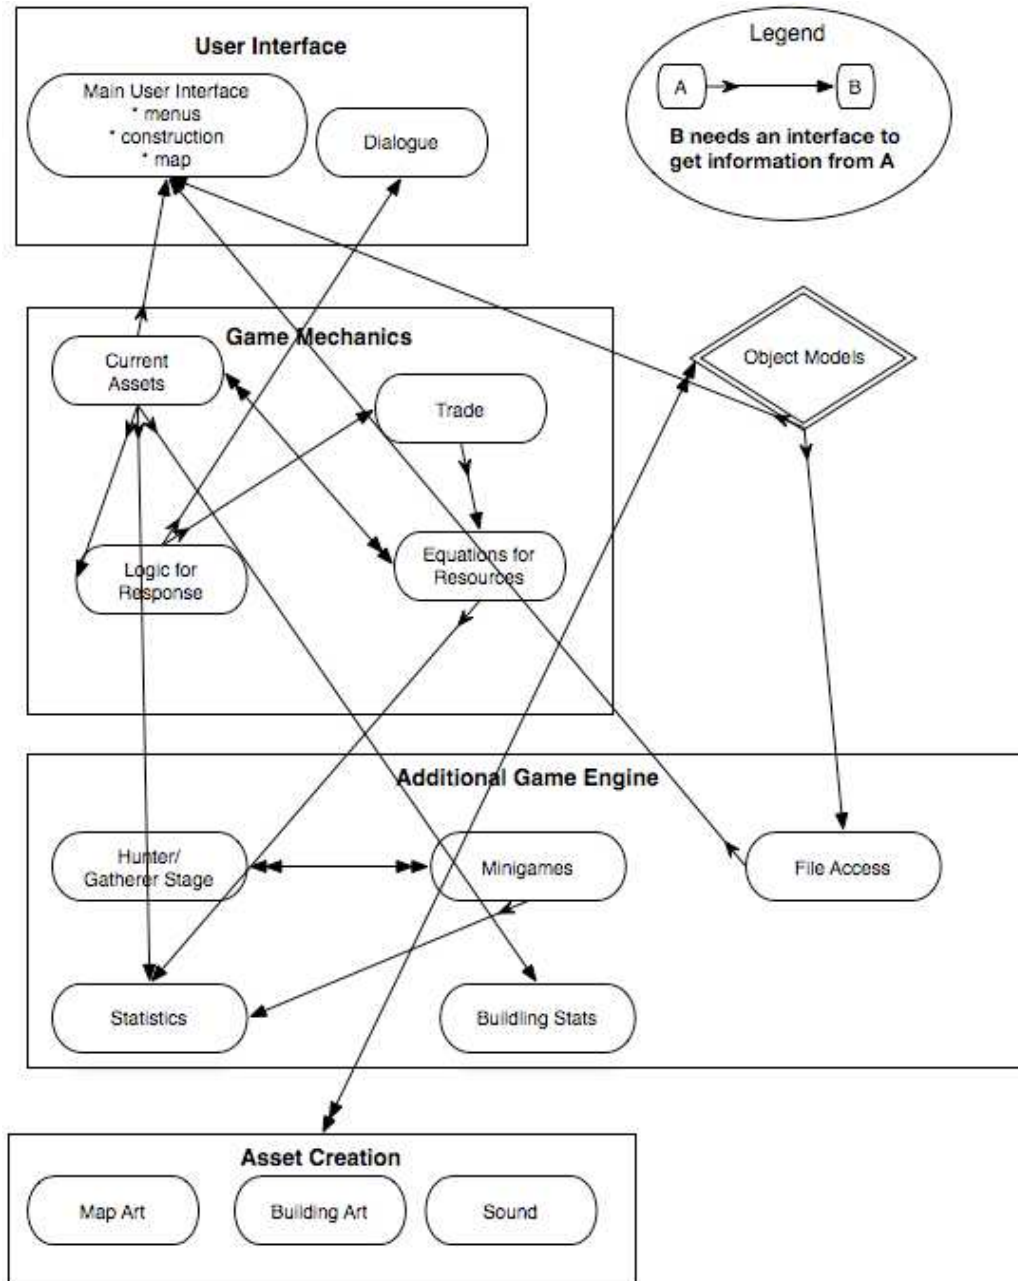 User Interface
Main User Interface
* menus
* construction
* map
Dialogue
Legend
A
B
B needs an interface to
get information from A
Game Mechanics
Current
Assets
Trade
Object Models
Logic for
Response
Equations for
Resources
Additional Game Engine
Hunter/
Gatherer Stage
Minigames
File Access
Statistics
Buildling Stats
Asset Creation
Map Art
Building Art
Sound